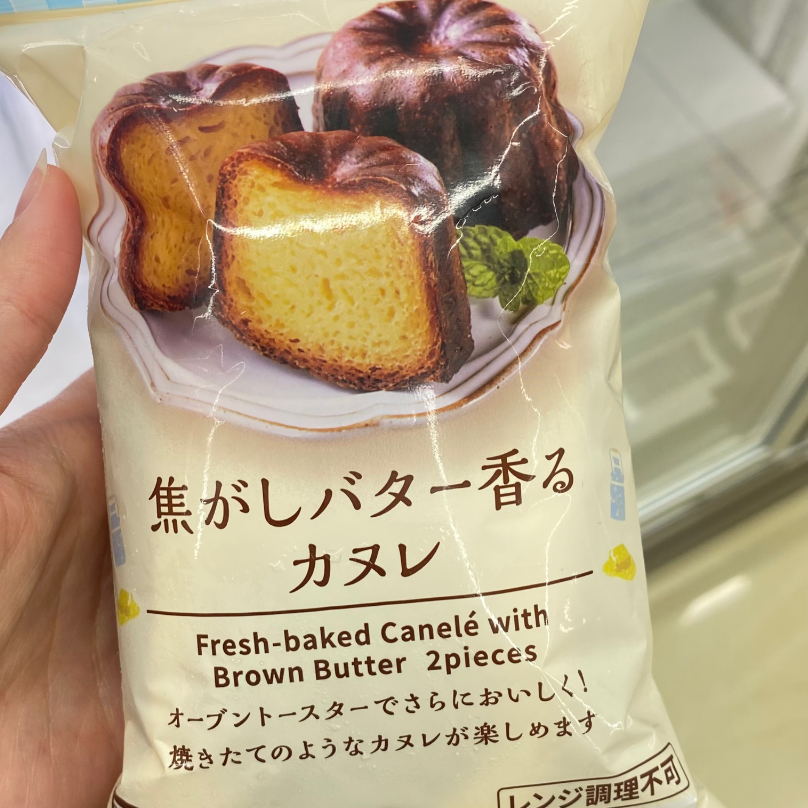 焦がしバター香る
カヌレ
Fresh-baked Canelé with
Brown Butter 2pieces
オーブントースターでさらにおいしく!
焼きたてのようなカヌレが楽しめます
レンジ調理不可